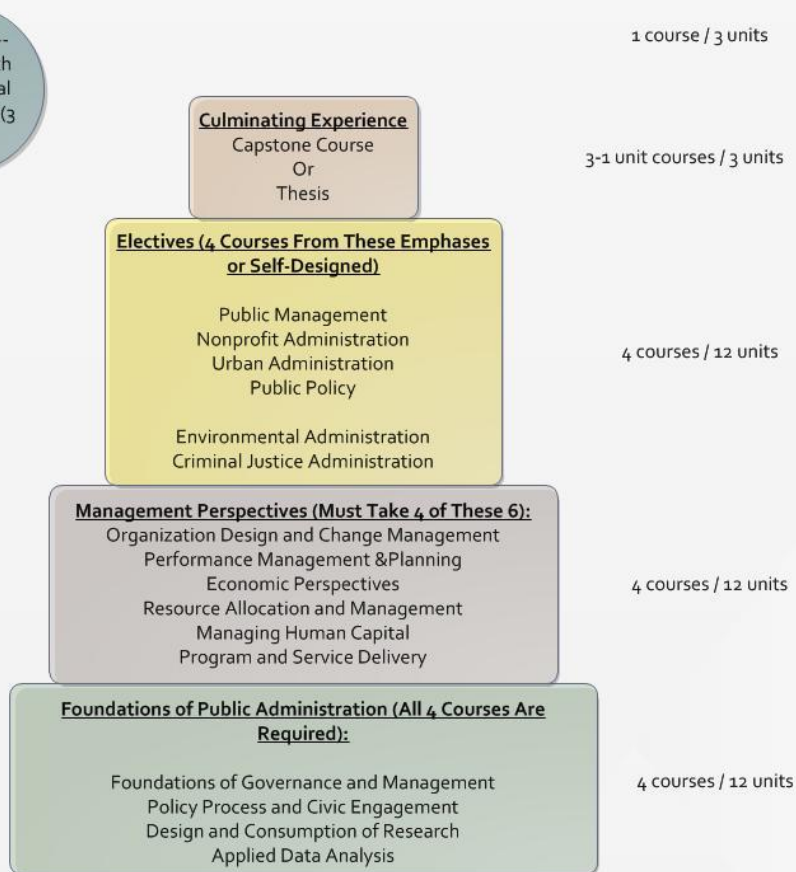 (3
1 course / 3 units
Culminating Experience
Capstone Course
Or
Thesis
3-1 unit courses / 3 units
Electives (4 Courses From These Emphases
or Self-Designed)
Public Management
Nonprofit Administration
Urban Administration
Public Policy
Environmental Administration
Criminal Justice Administration
4 courses / 12 units
Management Perspectives (Must Take 4 of These 6):
Organization Design and Change Management
Performance Management &Planning
Economic Perspectives
Resource Allocation and Management
Managing Human Capital
Program and Service Delivery
4 courses / 12 units
Foundations of Public Administration (All 4 Courses Are
Required):
Foundations of Governance and Management
Policy Process and Civic Engagement
Design and Consumption of Research
Applied Data Analysis
4 courses / 12 units